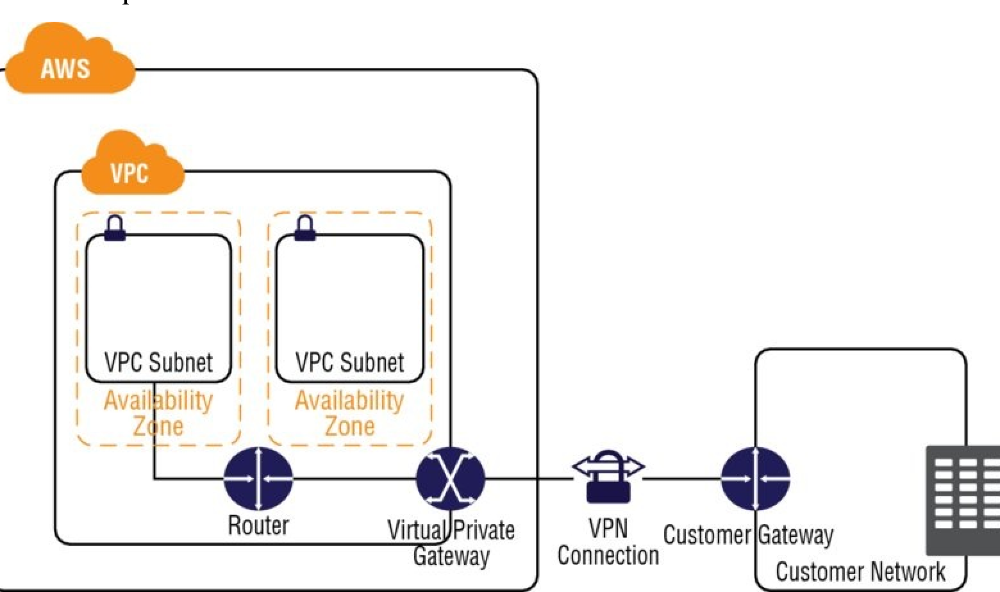 AWS
VPC
VPC Subnet
VPC Subnet
Availability
Zone
Availability
Zone
Router
Virtual Private
Gateway
VPN
Connection
Customer Gateway
Customer Network